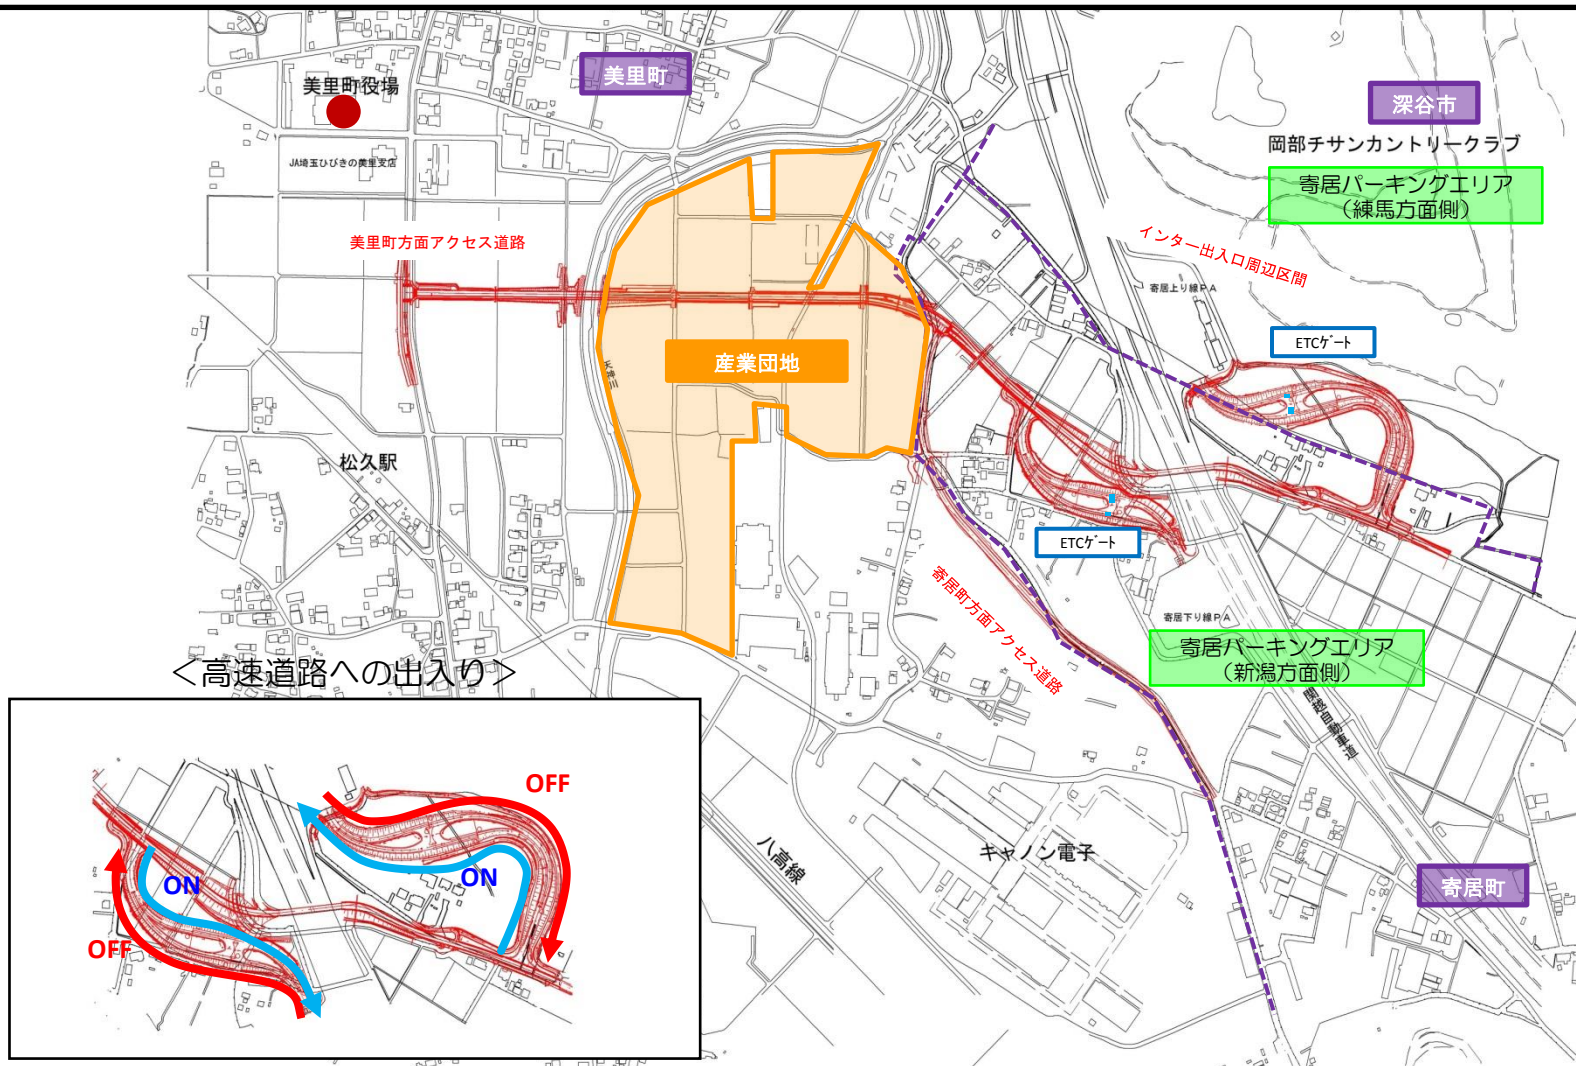 美里町
美里町役場
深谷市
岡部チサンカントリークラブ
JA埼玉ひびきの美里支店
寄居パーキングエリア
（練馬方面側）
美里町方面アクセス道路
インター出入口周辺区間
寄居上り線PA
ETCゲート
産業団地
天神川
松久駅
ETCゲート
寄居町方面アクセス道路
寄居下り線PA
寄居パーキングエリア
（新潟方面側）
関越自動車道
＜高速道路への出入り＞
OFF
ON
ON
OFF
八高線
キャノン電子
寄居町